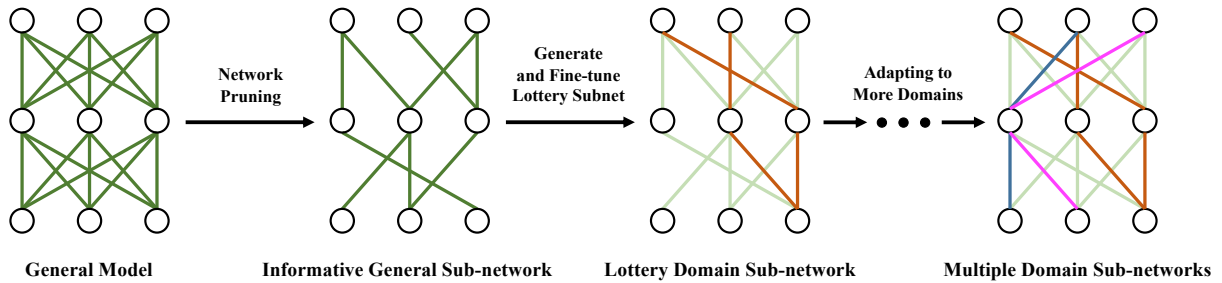 Network
Pruning
Generate
and Fine-tune
Lottery Subnet
Adapting to
More Domains
General Model
Informative General Sub-network
Lottery Domain Sub-network
Multiple Domain Sub-networks